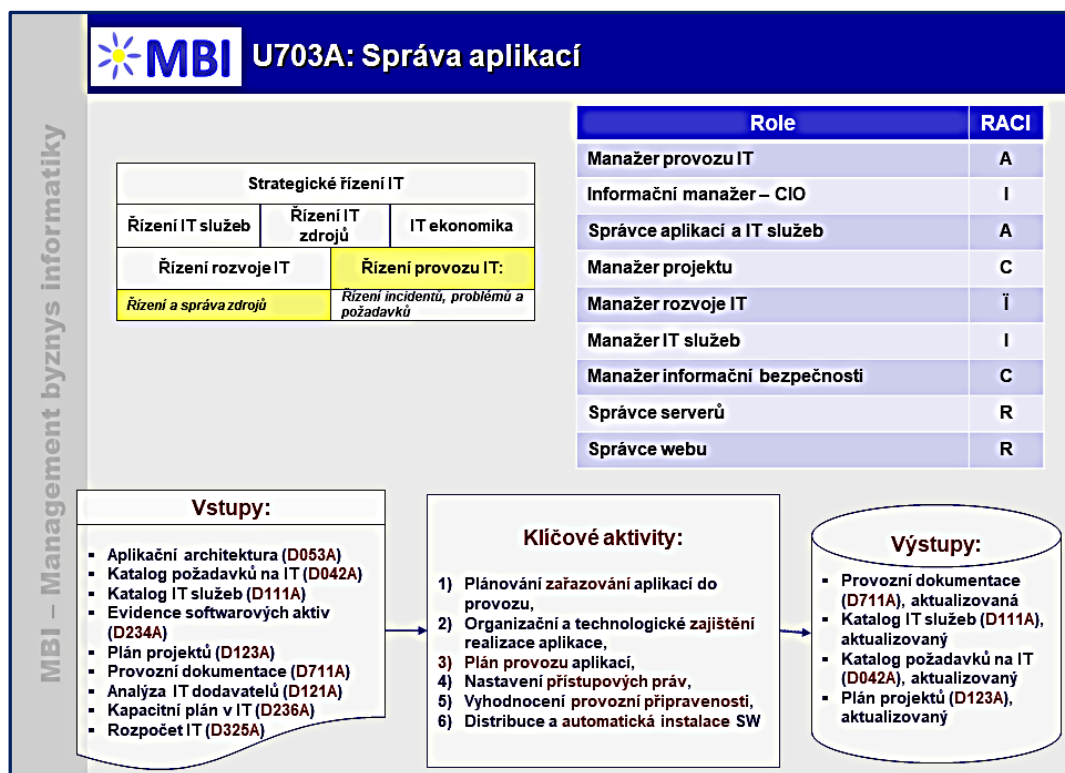 MBI
U703A: Správa aplikací
MBI – Management byznys informatiky
Strategické řízení IT
Řízení IT služeb
Řízení IT
zdrojů
IT ekonomika
Řízení rozvoje IT
Řízení provozu IT:
Řízení a správa zdrojů
Řízení incidentů, problémů a
požadavků
Role RACI
Manažer provozu IT A
Informační manažer – CIO I
Správce aplikací a IT služeb A
Manažer projektu C
Manažer rozvoje IT Ï
Manažer IT služeb I
Manažer informační bezpečnosti C
Správce serverů R
Správce webu R
Vstupy:
▪ Aplikační architektura (D053A)
▪ Katalog požadavků na IT (D042A)
▪ Katalog IT služeb (D111A)
▪ Evidence softwarových aktiv
(D234A)
▪ Plán projektů (D123A)
▪ Provozní dokumentace (D711A)
▪ Analýza IT dodavatelů (D121A)
▪ Kapacitní plán v IT (D236A)
▪ Rozpočet IT (D325A)
Klíčové aktivity:
1) Plánování zařazování aplikací do
provozu,
2) Organizační a technologické zajištění
realizace aplikace,
3) Plán provozu aplikací,
4) Nastavení přístupových práv,
5) Vyhodnocení provozní připravenosti,
6) Distribuce a automatická instalace SW
Výstupy:
▪ Provozní dokumentace
(D711A), aktualizovaná
▪ Katalog IT služeb (D111A),
aktualizovaný
▪ Katalog požadavků na IT
(D042A), aktualizovaný
▪ Plán projektů (D123A),
aktualizovaný